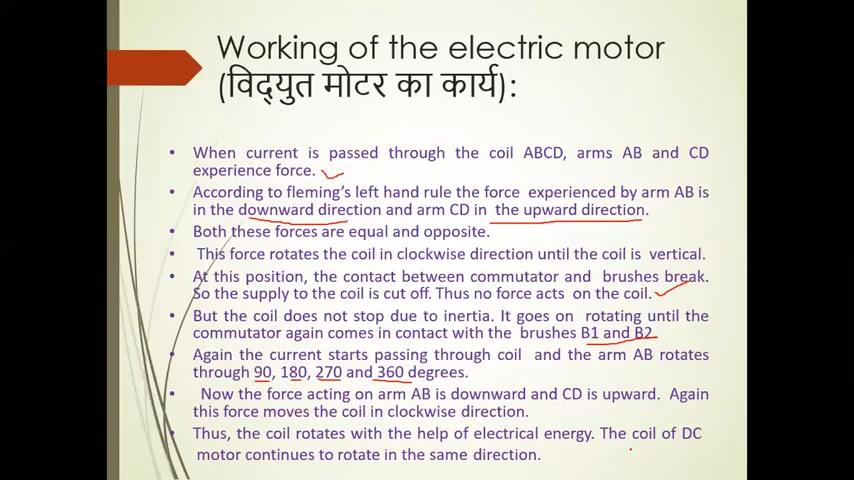 Working of the electric motor
(विद्युत मोटर का कार्य):
• When current is passed through the coil ABCD, arms AB and CD
experience force.
• According to fleming's left hand rule the force experienced by arm AB is
in the downward direction and arm CD in the upward direction.
• Both these forces are equal and opposite.
• This force rotates the coil in clockwise direction until the coil is vertical.
• At this position, the contact between commutator and brushes break.
So the supply to the coil is cut off. Thus no force acts on the coil.
• But the coil does not stop due to inertia. It goes on rotating until the
commutator again comes in contact with the brushes B1 and B2.
• Again the current starts passing through coil and the arm AB rotates
through 90, 180, 270 and 360 degrees.
• Now the force acting on arm AB is downward and CD is upward. Again
this force moves the coil in clockwise direction.
• Thus, the coil rotates with the help of electrical energy. The coil of DC
motor continues to rotate in the same direction.